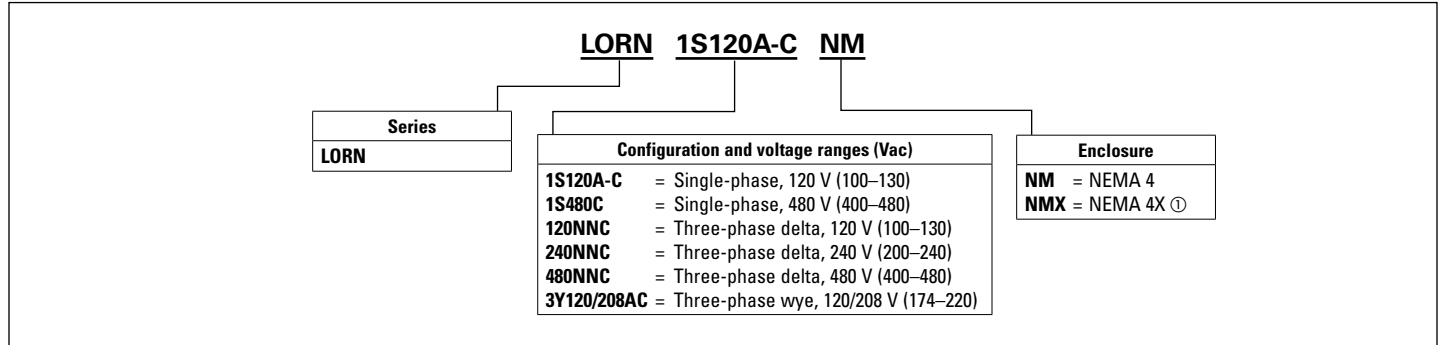 LORN 1S120A-C NM
Series
LORN
Configuration and voltage ranges (Vac)
1S120A-C = Single-phase, 120 V (100–130)
1S480C = Single-phase, 480 V (400–480)
120NNC = Three-phase delta, 120 V (100–130)
240NNC = Three-phase delta, 240 V (200–240)
480NNC = Three-phase delta, 480 V (400–480)
3Y120/208AC = Three-phase wye, 120/208 V (174–220)
Enclosure
NM = NEMA 4
NMX = NEMA 4X ①